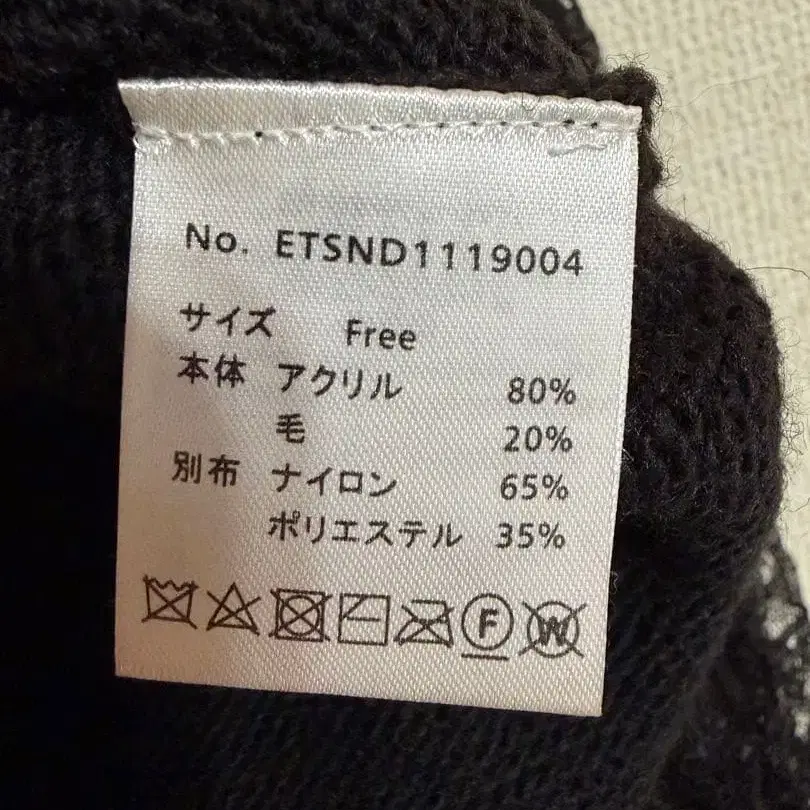 No. ETSND1119004
サイズ Free
本体 アクリル 80%
毛 20%
別布 ナイロン 65%
ポリエステル 35%
F W